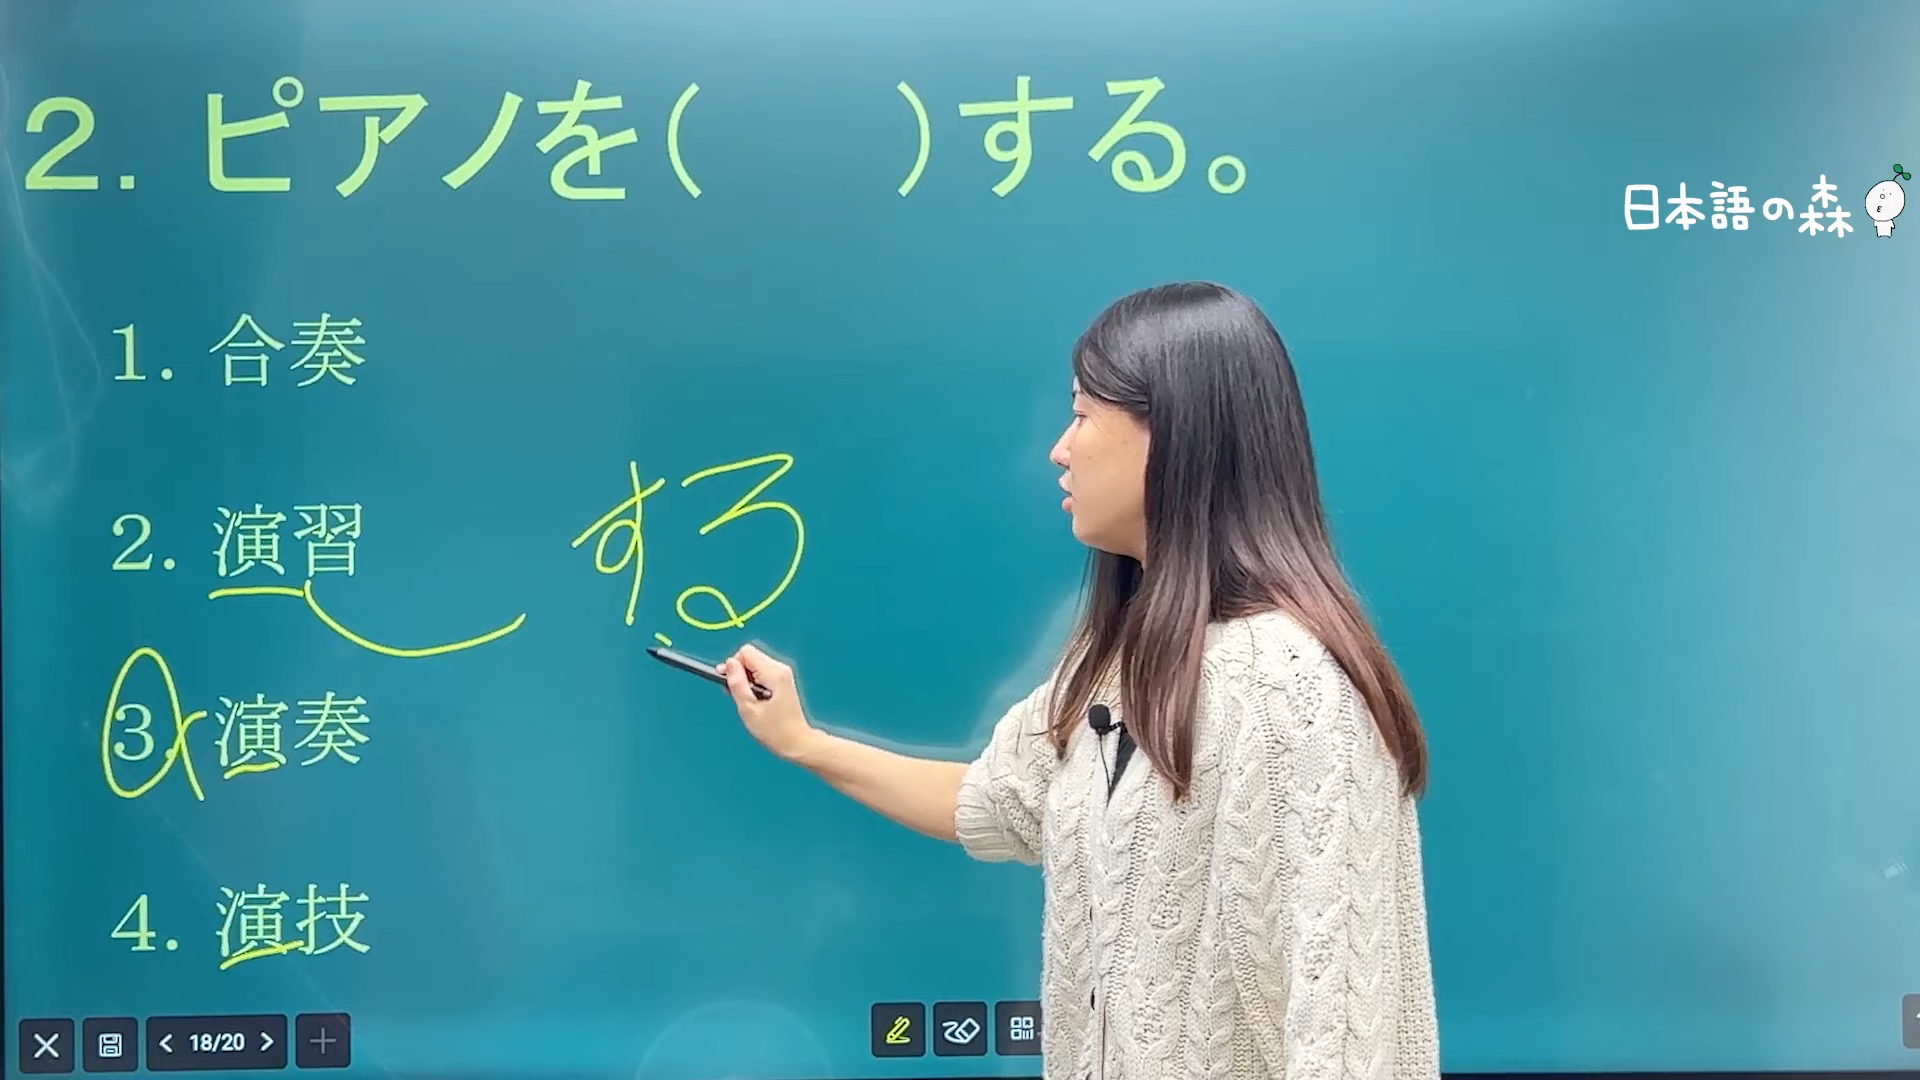 2. ピアノを(　　)する。
日本語の森
1. 合奏
2. 演習
する
3. 演奏
4. 演技
18/20